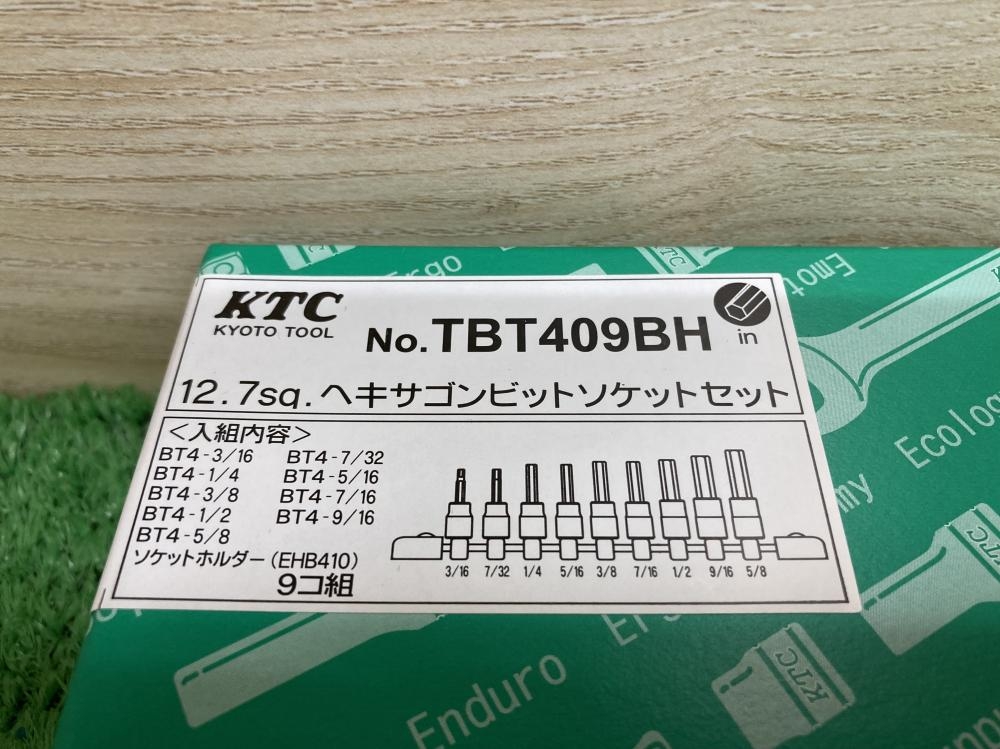 Ergo
Emot
KTC
KTC
KYOTO TOOL
No.TBT409BH
in
12.7sq.ヘキサゴンビットソケットセット
<入組内容>
BT4-3/16 BT4-7/32
BT4-1/4 BT4-5/16
BT4-3/8 BT4-7/16
BT4-1/2 BT4-9/16
BT4-5/8
ソケットホルダー(EHB410)
9コ組
3/16 7/32 1/4 5/16 3/8 7/16 1/2 9/16 5/8
Ecolog
my
Enduro
KTC